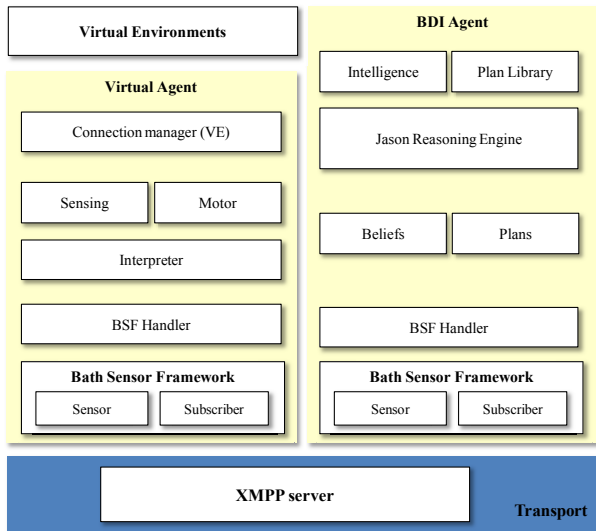 Virtual Environments
Virtual Agent
Connection manager (VE)
Sensing
Motor
Interpreter
BSF Handler
Bath Sensor Framework
Sensor
Subscriber
BDI Agent
Intelligence
Plan Library
Jason Reasoning Engine
Beliefs
Plans
BSF Handler
Bath Sensor Framework
Sensor
Subscriber
XMPP server
Transport